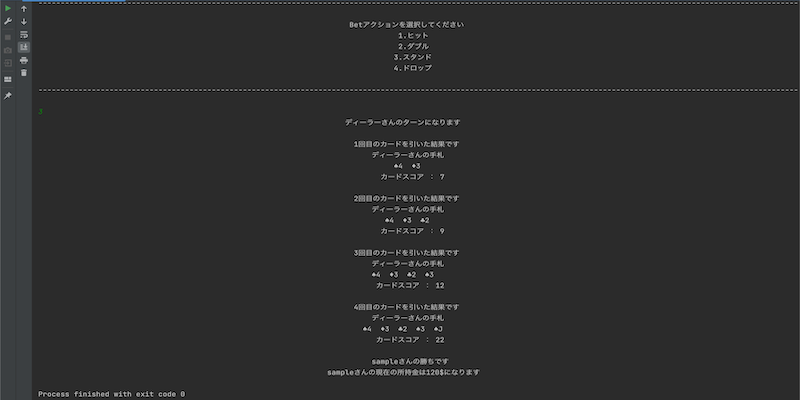 Betアクションを選択してください
1.ヒット
2.ダブル
3.スタンド
4.ドロップ
3
ディーラーさんのターンになります
1回目のカードを引いた結果です
ディーラーさんの手札
♠4 ♦3
カードスコア : 7
2回目のカードを引いた結果です
ディーラーさんの手札
♠4 ♦3 ♣2
カードスコア : 9
3回目のカードを引いた結果です
ディーラーさんの手札
♠4 ♦3 ♣2 ♠3
カードスコア : 12
4回目のカードを引いた結果です
ディーラーさんの手札
♠4 ♦3 ♣2 ♠3 ♠J
カードスコア : 22
sampleさんの勝ちです
sampleさんの現在の所持金は120$になります
Process finished with exit code 0